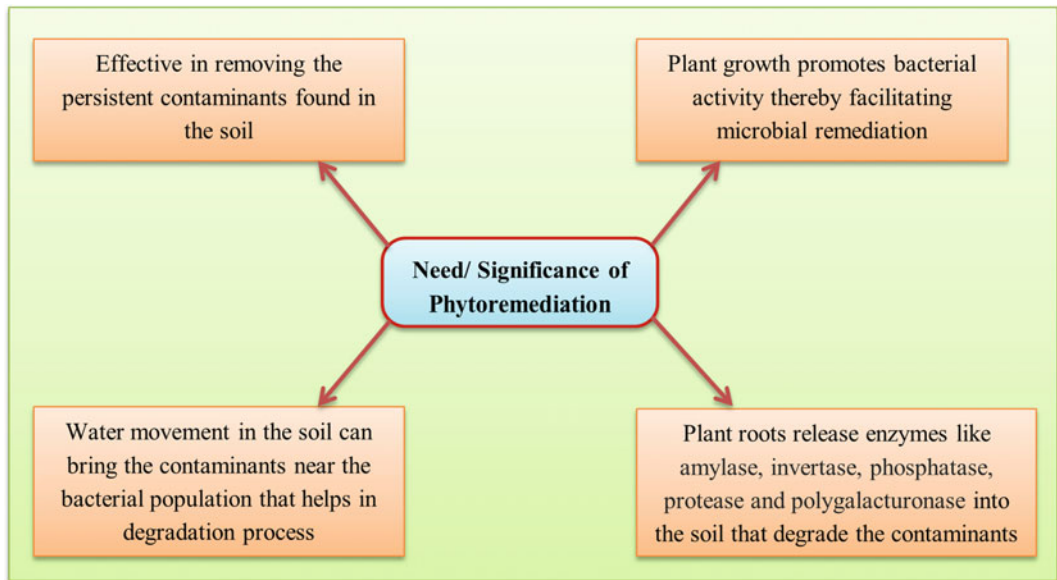 Effective in removing the
persistent contaminants found in
the soil
Plant growth promotes bacterial
activity thereby facilitating
microbial remediation
Need/ Significance of
Phytoremediation
Water movement in the soil can
bring the contaminants near the
bacterial population that helps in
degradation process
Plant roots release enzymes like
amylase, invertase, phosphatase,
protease and polygalacturonase into
the soil that degrade the contaminants